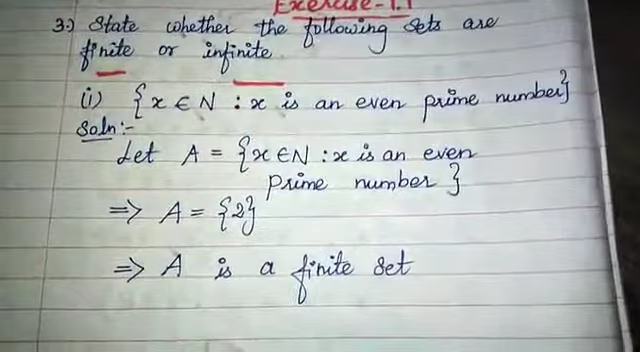 Exercise-1.1
3.) State whether the following sets are
finite or infinite.
(i) {x ∈ N : x is an even prime number}
Soln:-
Let A = {x ∈ N : x is an even
prime number}
=> A = {2}
=> A is a finite set